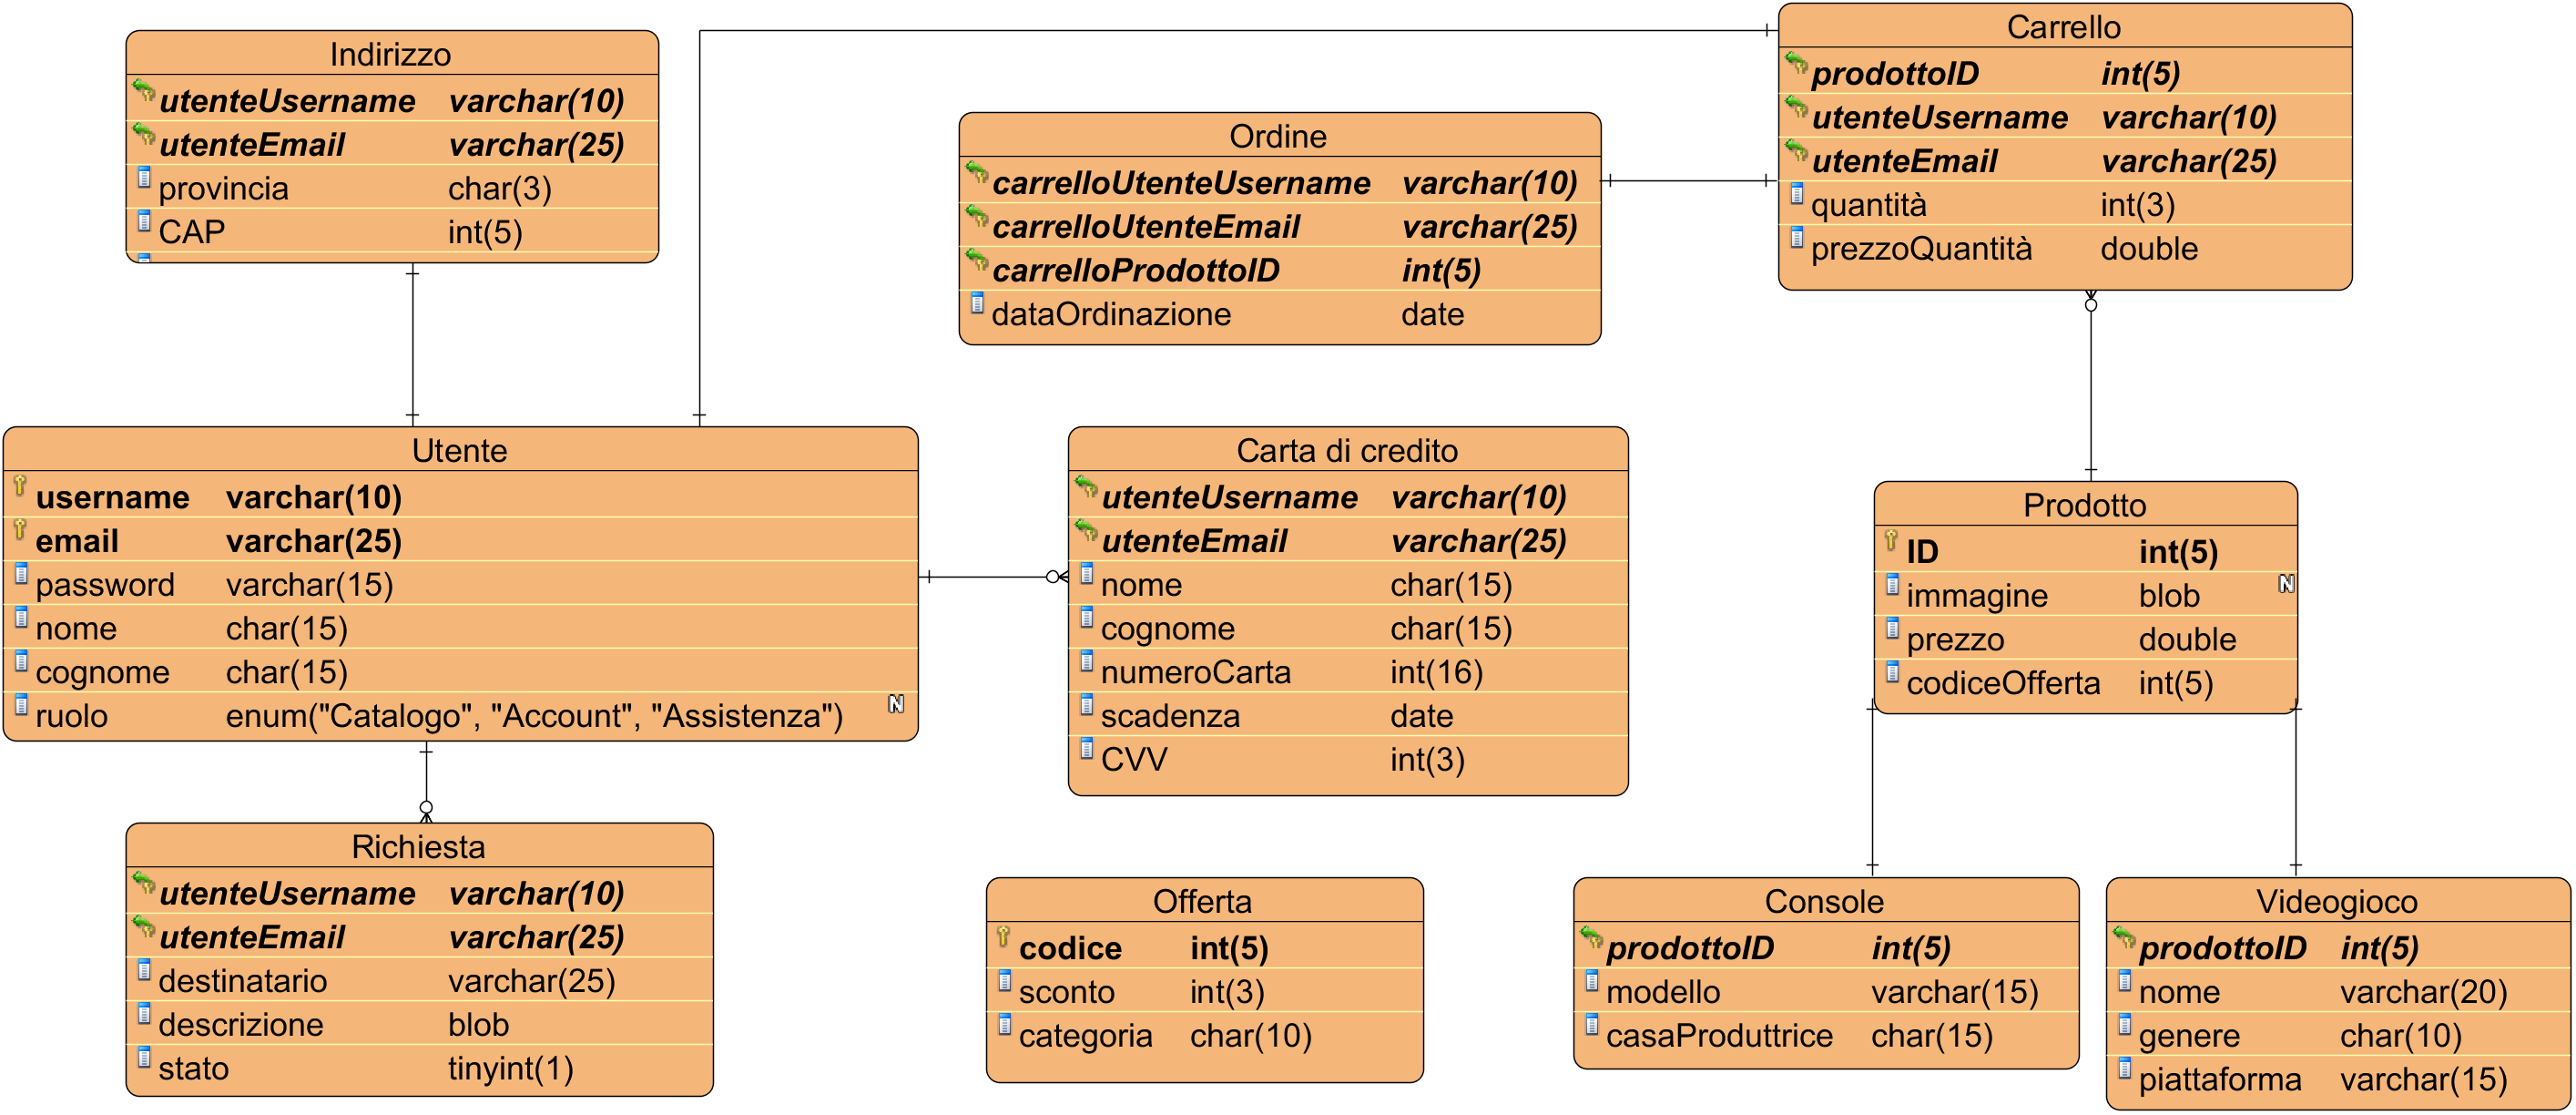 Indirizzo
utenteUsername varchar(10)
utenteEmail varchar(25)
provincia char(3)
CAP int(5)
Ordine
carrelloUtenteUsername varchar(10)
carrelloUtenteEmail varchar(25)
carrelloProdottoID int(5)
dataOrdinazione date
Carrello
prodottoID int(5)
utenteUsername varchar(10)
utenteEmail varchar(25)
quantità int(3)
prezzoQuantità double
Utente
username varchar(10)
email varchar(25)
password varchar(15)
nome char(15)
cognome char(15)
ruolo enum("Catalogo", "Account", "Assistenza") N
Carta di credito
utenteUsername varchar(10)
utenteEmail varchar(25)
nome char(15)
cognome char(15)
numeroCarta int(16)
scadenza date
CVV int(3)
Prodotto
ID int(5)
immagine blob N
prezzo double
codiceOfferta int(5)
Richiesta
utenteUsername varchar(10)
utenteEmail varchar(25)
destinatario varchar(25)
descrizione blob
stato tinyint(1)
Offerta
codice int(5)
sconto int(3)
categoria char(10)
Console
prodottoID int(5)
modello varchar(15)
casaProduttrice char(15)
Videogioco
prodottoID int(5)
nome varchar(20)
genere char(10)
piattaforma varchar(15)